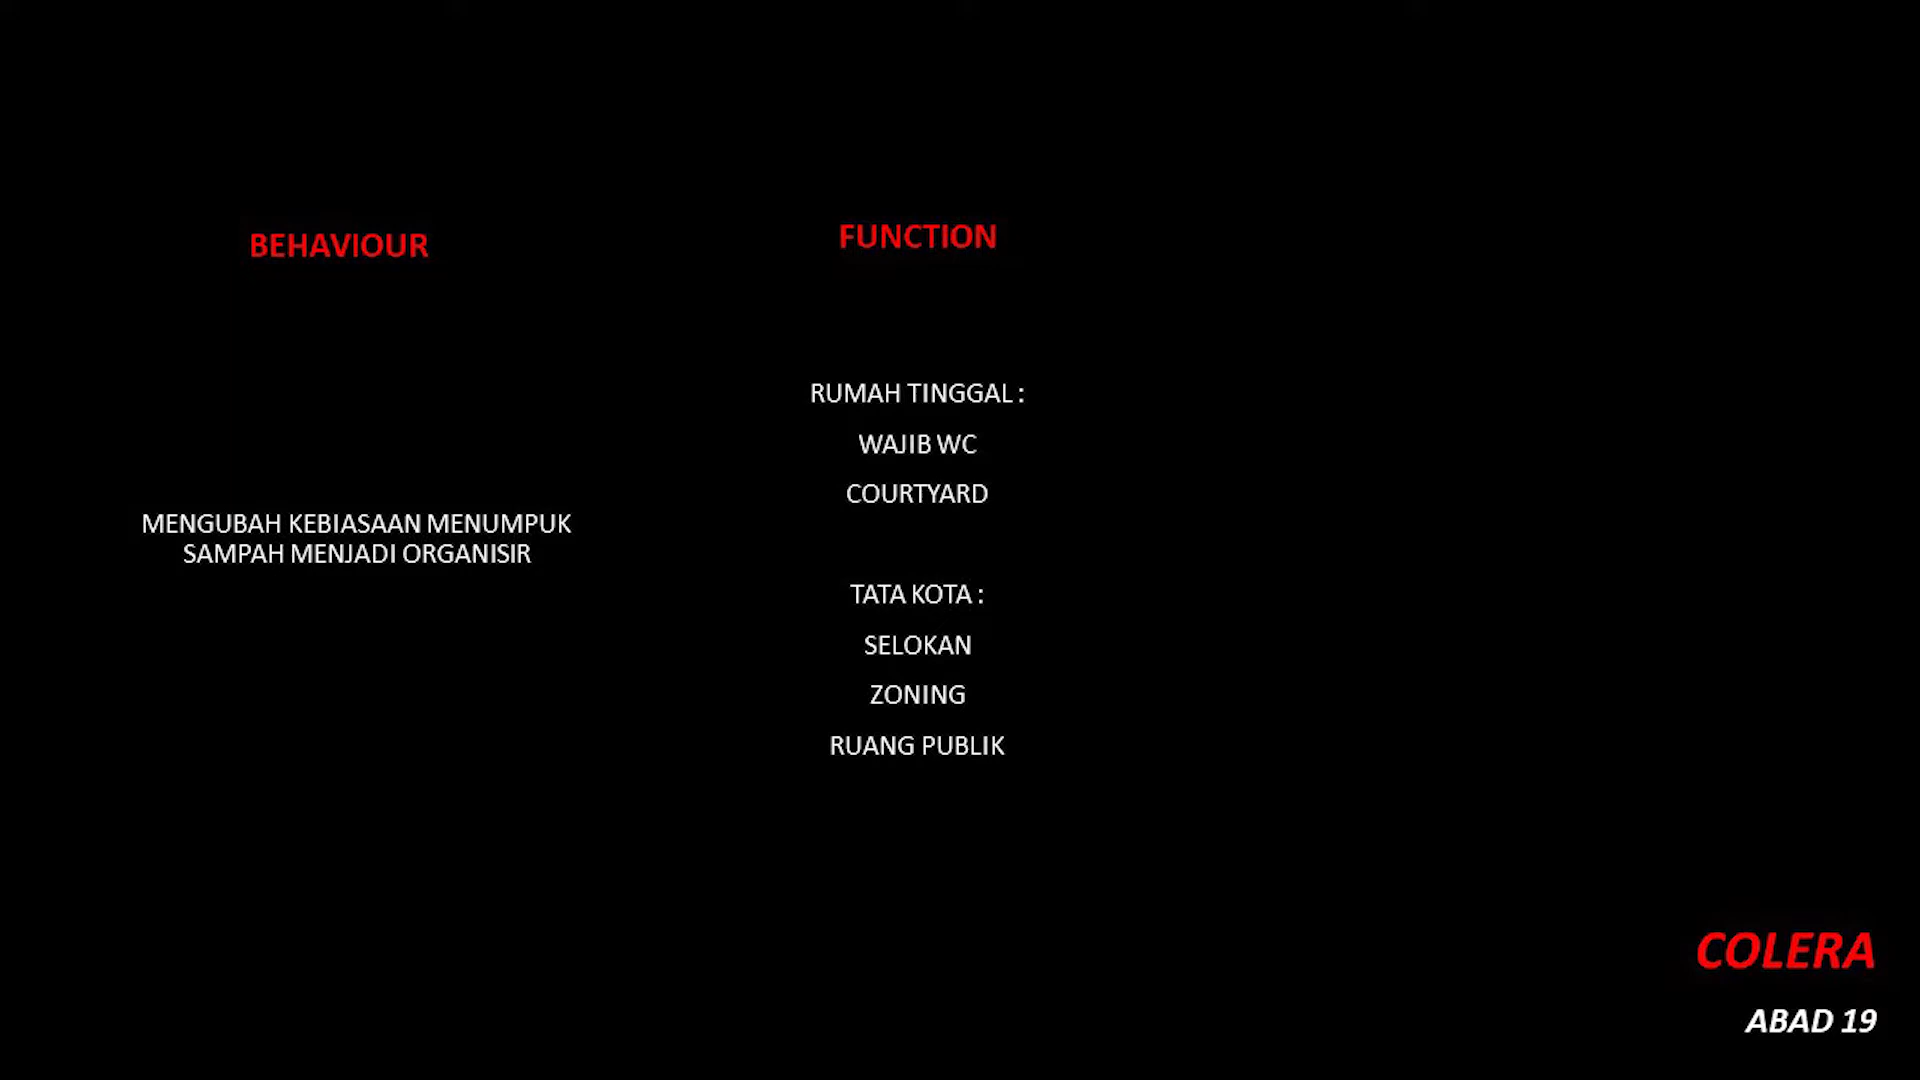 BEHAVIOUR
MENGUBAH KEBIASAAN MENUMPUK
SAMPAH MENJADI ORGANISIR
FUNCTION
RUMAH TINGGAL :
WAJIB WC
COURTYARD
TATA KOTA :
SELOKAN
ZONING
RUANG PUBLIK
COLERA
ABAD 19